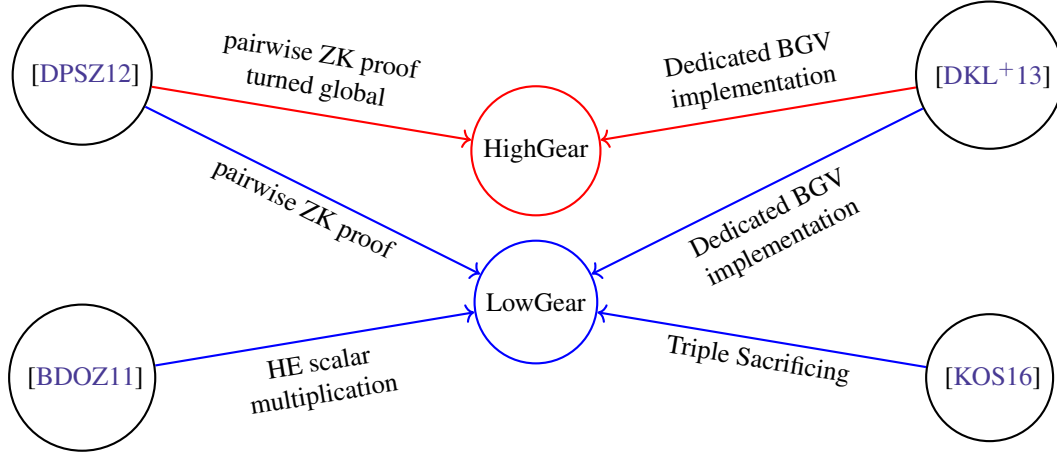 [DPSZ12]
pairwise ZK proof
turned global
Dedicated BGV
implementation
[DKL+13]
HighGear
pairwise ZK proof
Dedicated BGV
implementation
LowGear
[BDOZ11]
HE scalar
multiplication
Triple Sacrificing
[KOS16]